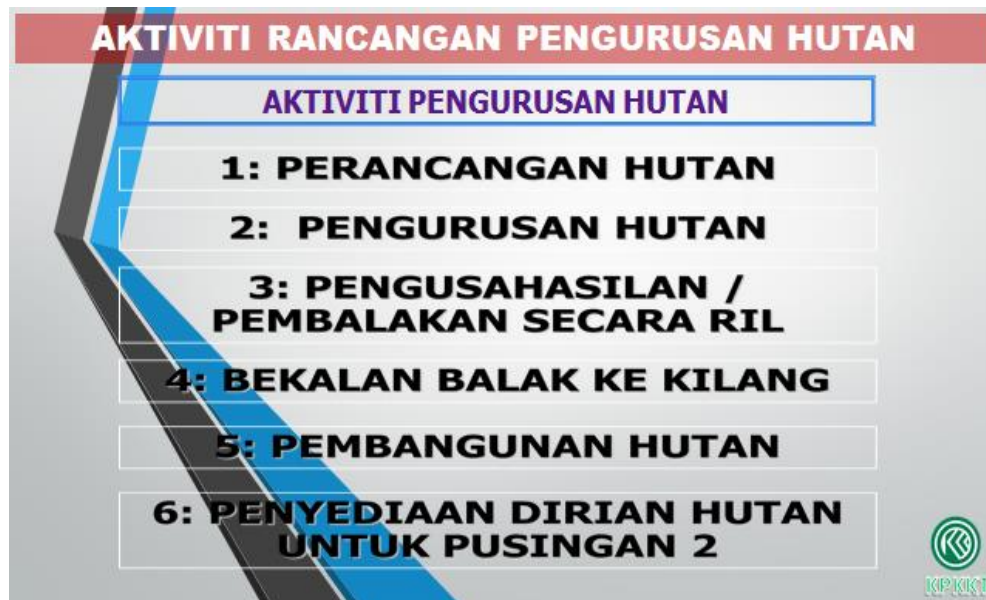 AKTIVITI RANCANGAN PENGURUSAN HUTAN
AKTIVITI PENGURUSAN HUTAN
1: PERANCANGAN HUTAN
2: PENGURUSAN HUTAN
3: PENGUSAHASILAN /
PEMBALAKAN SECARA RIL
4: BEKALAN BALAK KE KILANG
5: PEMBANGUNAN HUTAN
6: PENYEDIAAN DIRIAN HUTAN
UNTUK PUSINGAN 2